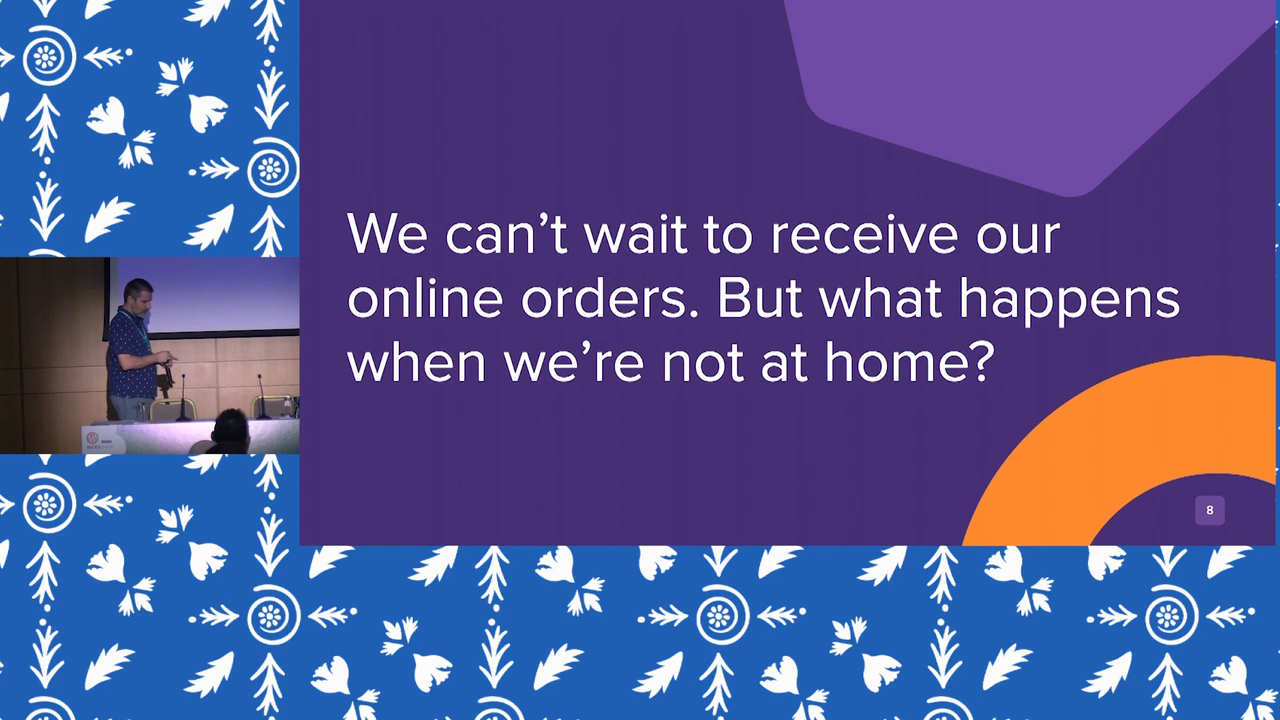 We can’t wait to receive our
online orders. But what happens
when we’re not at home?
8